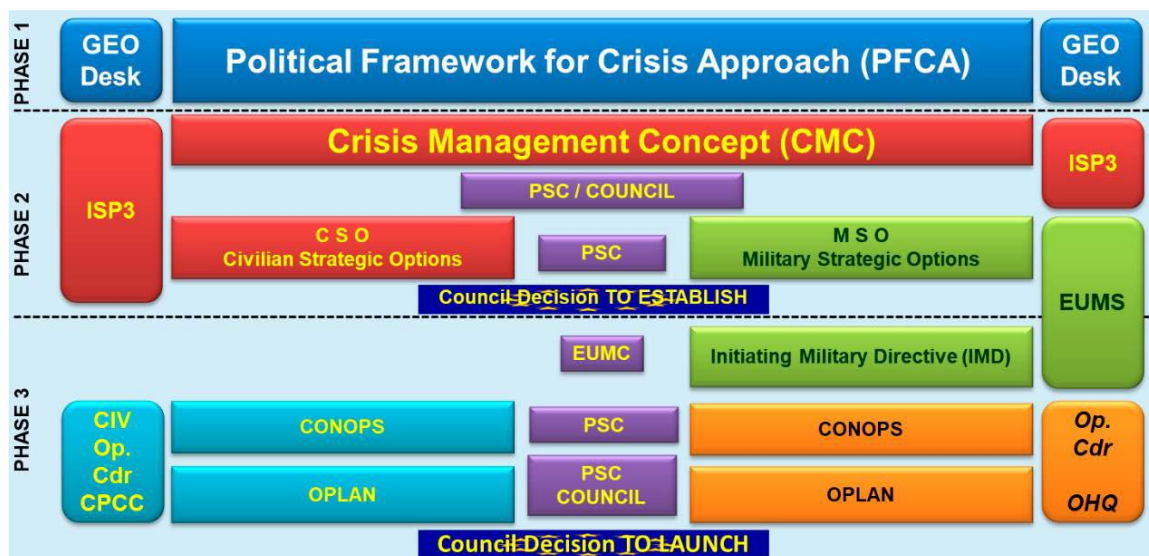 PHASE 1
GEO
Desk
Political Framework for Crisis Approach (PFCA)
GEO
Desk
PHASE 2
ISP3
Crisis Management Concept (CMC)
ISP3
PSC / COUNCIL
C S O
Civilian Strategic Options
PSC
M S O
Military Strategic Options
EUMS
Council Decision TO ESTABLISH
PHASE 3
EUMC
Initiating Military Directive (IMD)
CIV
Op.
Cdr
CPCC
CONOPS
PSC
CONOPS
Op.
Cdr
OHQ
OPLAN
PSC
COUNCIL
OPLAN
Council Decision TO LAUNCH